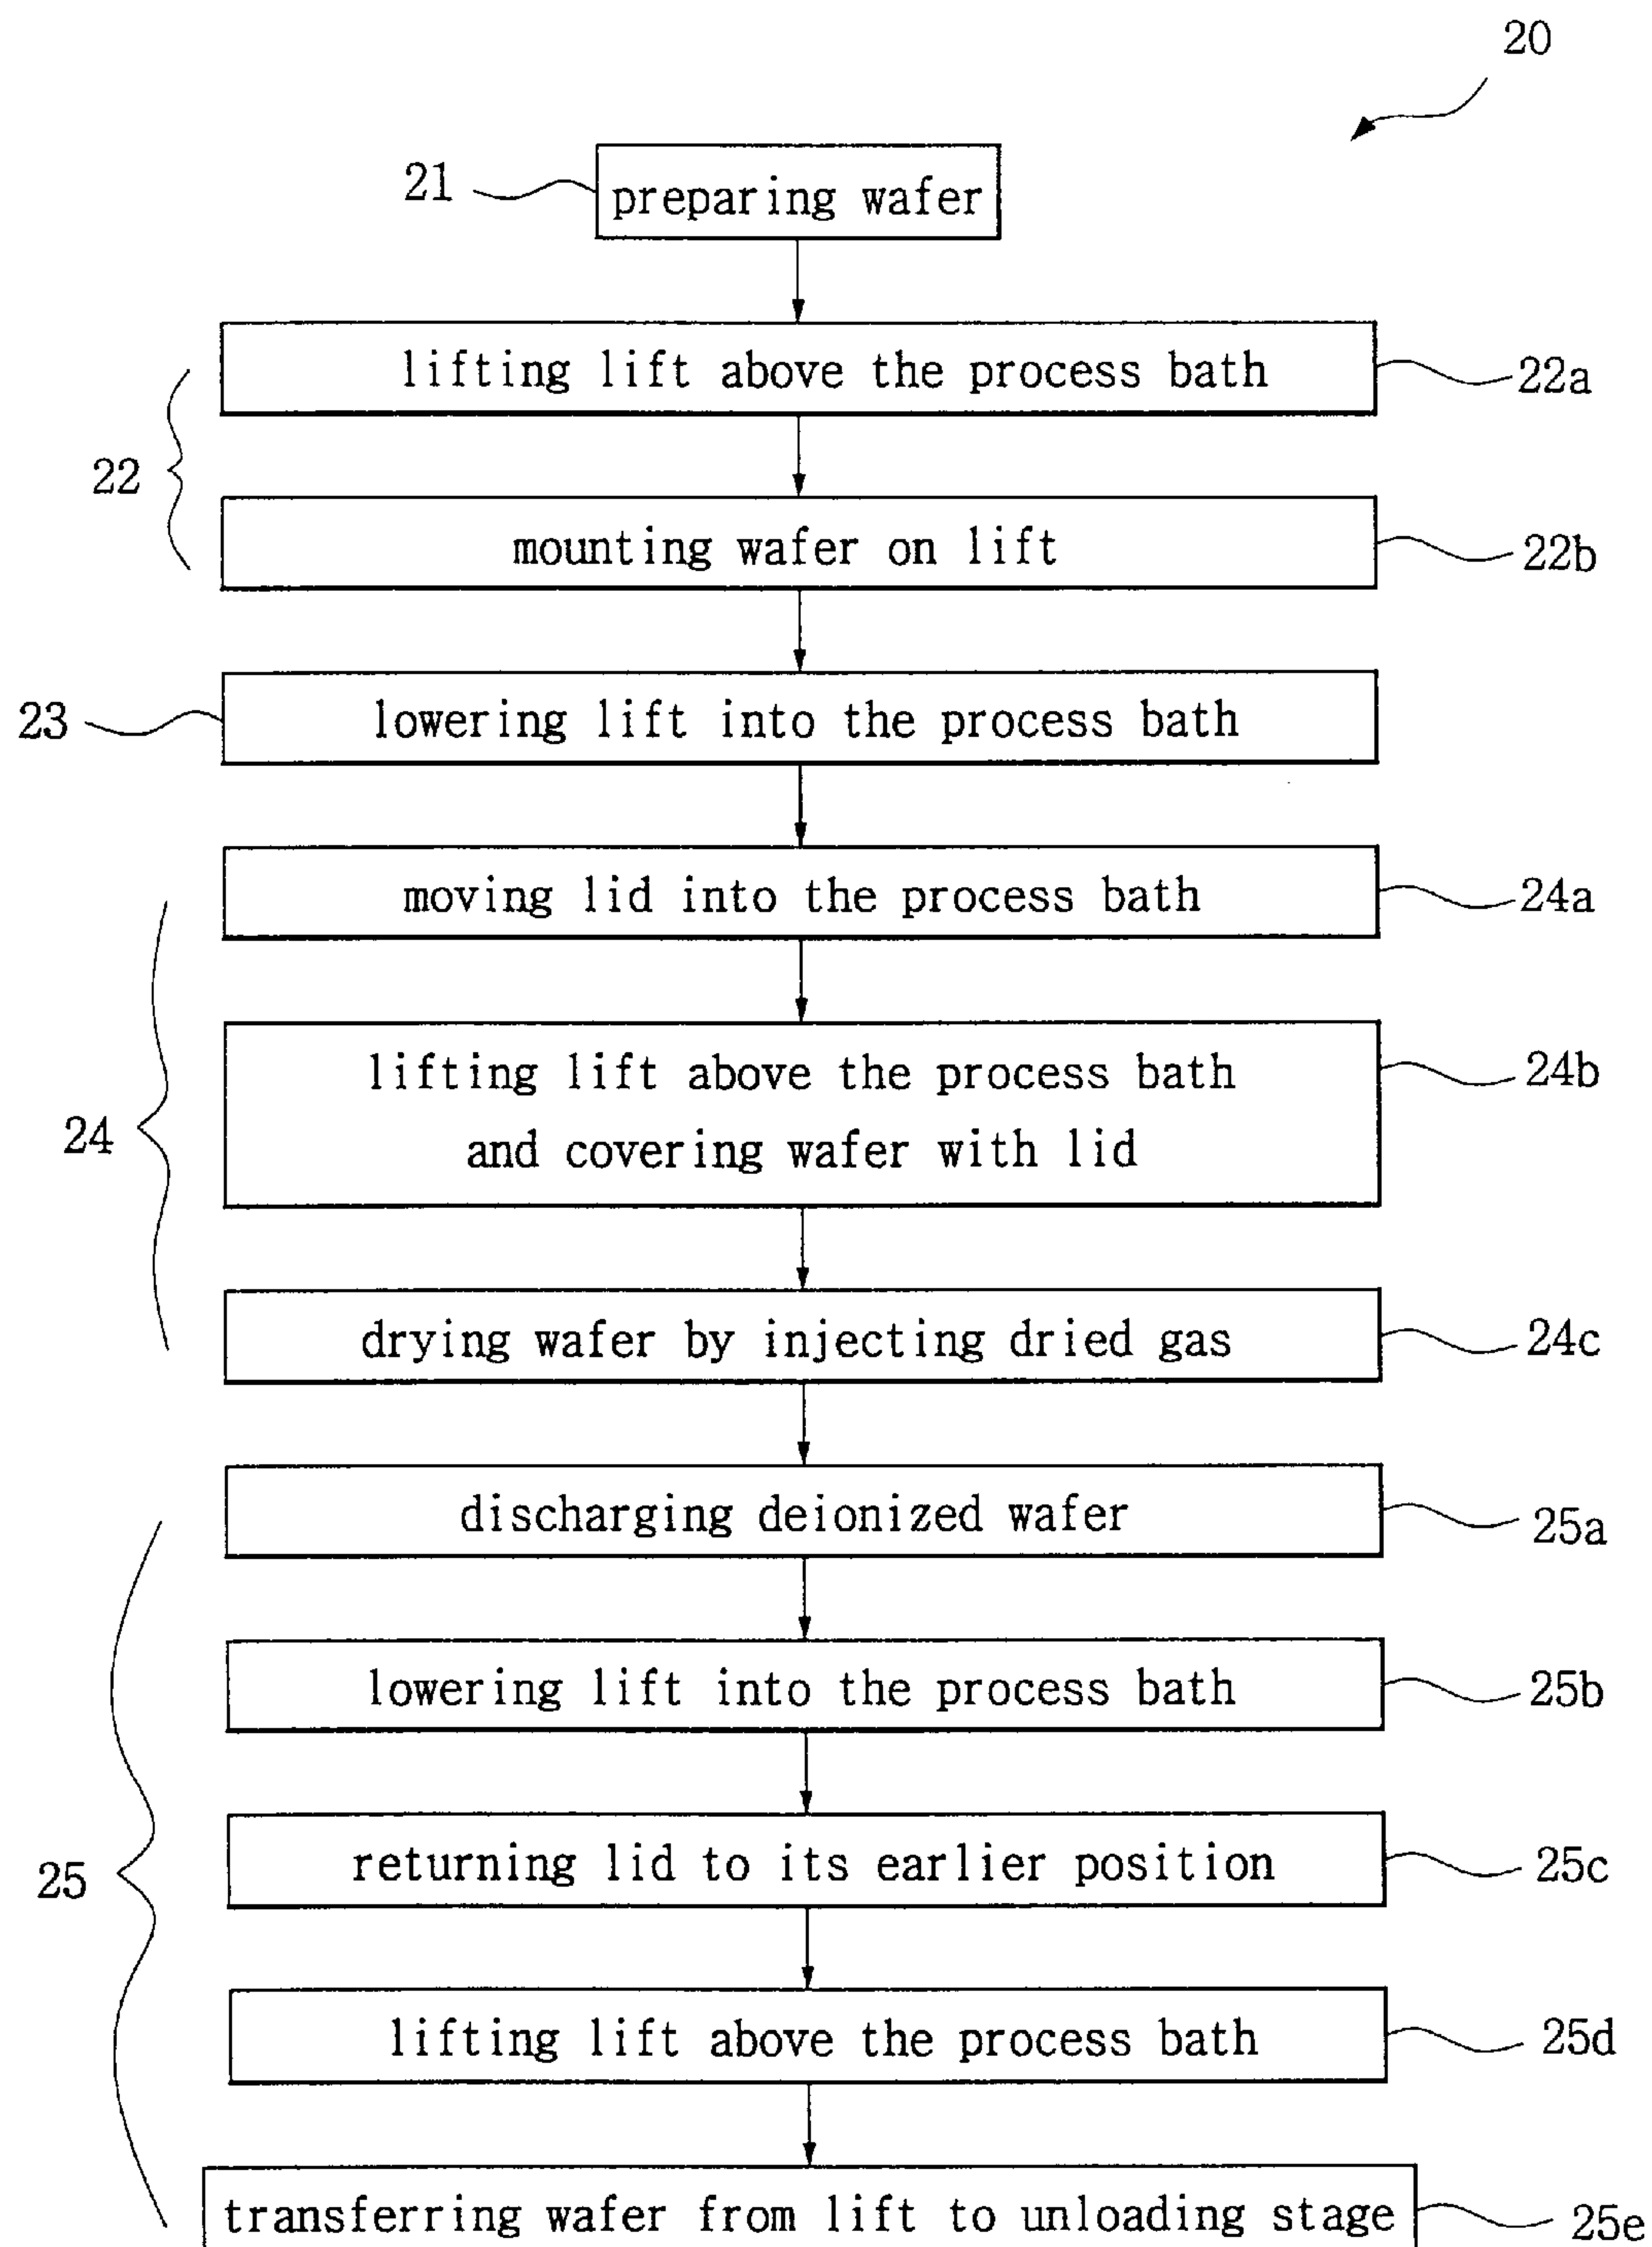 20
21
preparing wafer
lifting lift above the process bath
22a
22
mounting wafer on lift
22b
23
lowering lift into the process bath
moving lid into the process bath
24a
lifting lift above the process bath
24b
24
and covering wafer with lid
drying wafer by injecting dried gas
24c
discharging deionized wafer
25a
lowering lift into the process bath
25b
25
returning lid to its earlier position
25c
lifting lift above the process bath
25d
transferring wafer from lift to unloading stage
25e